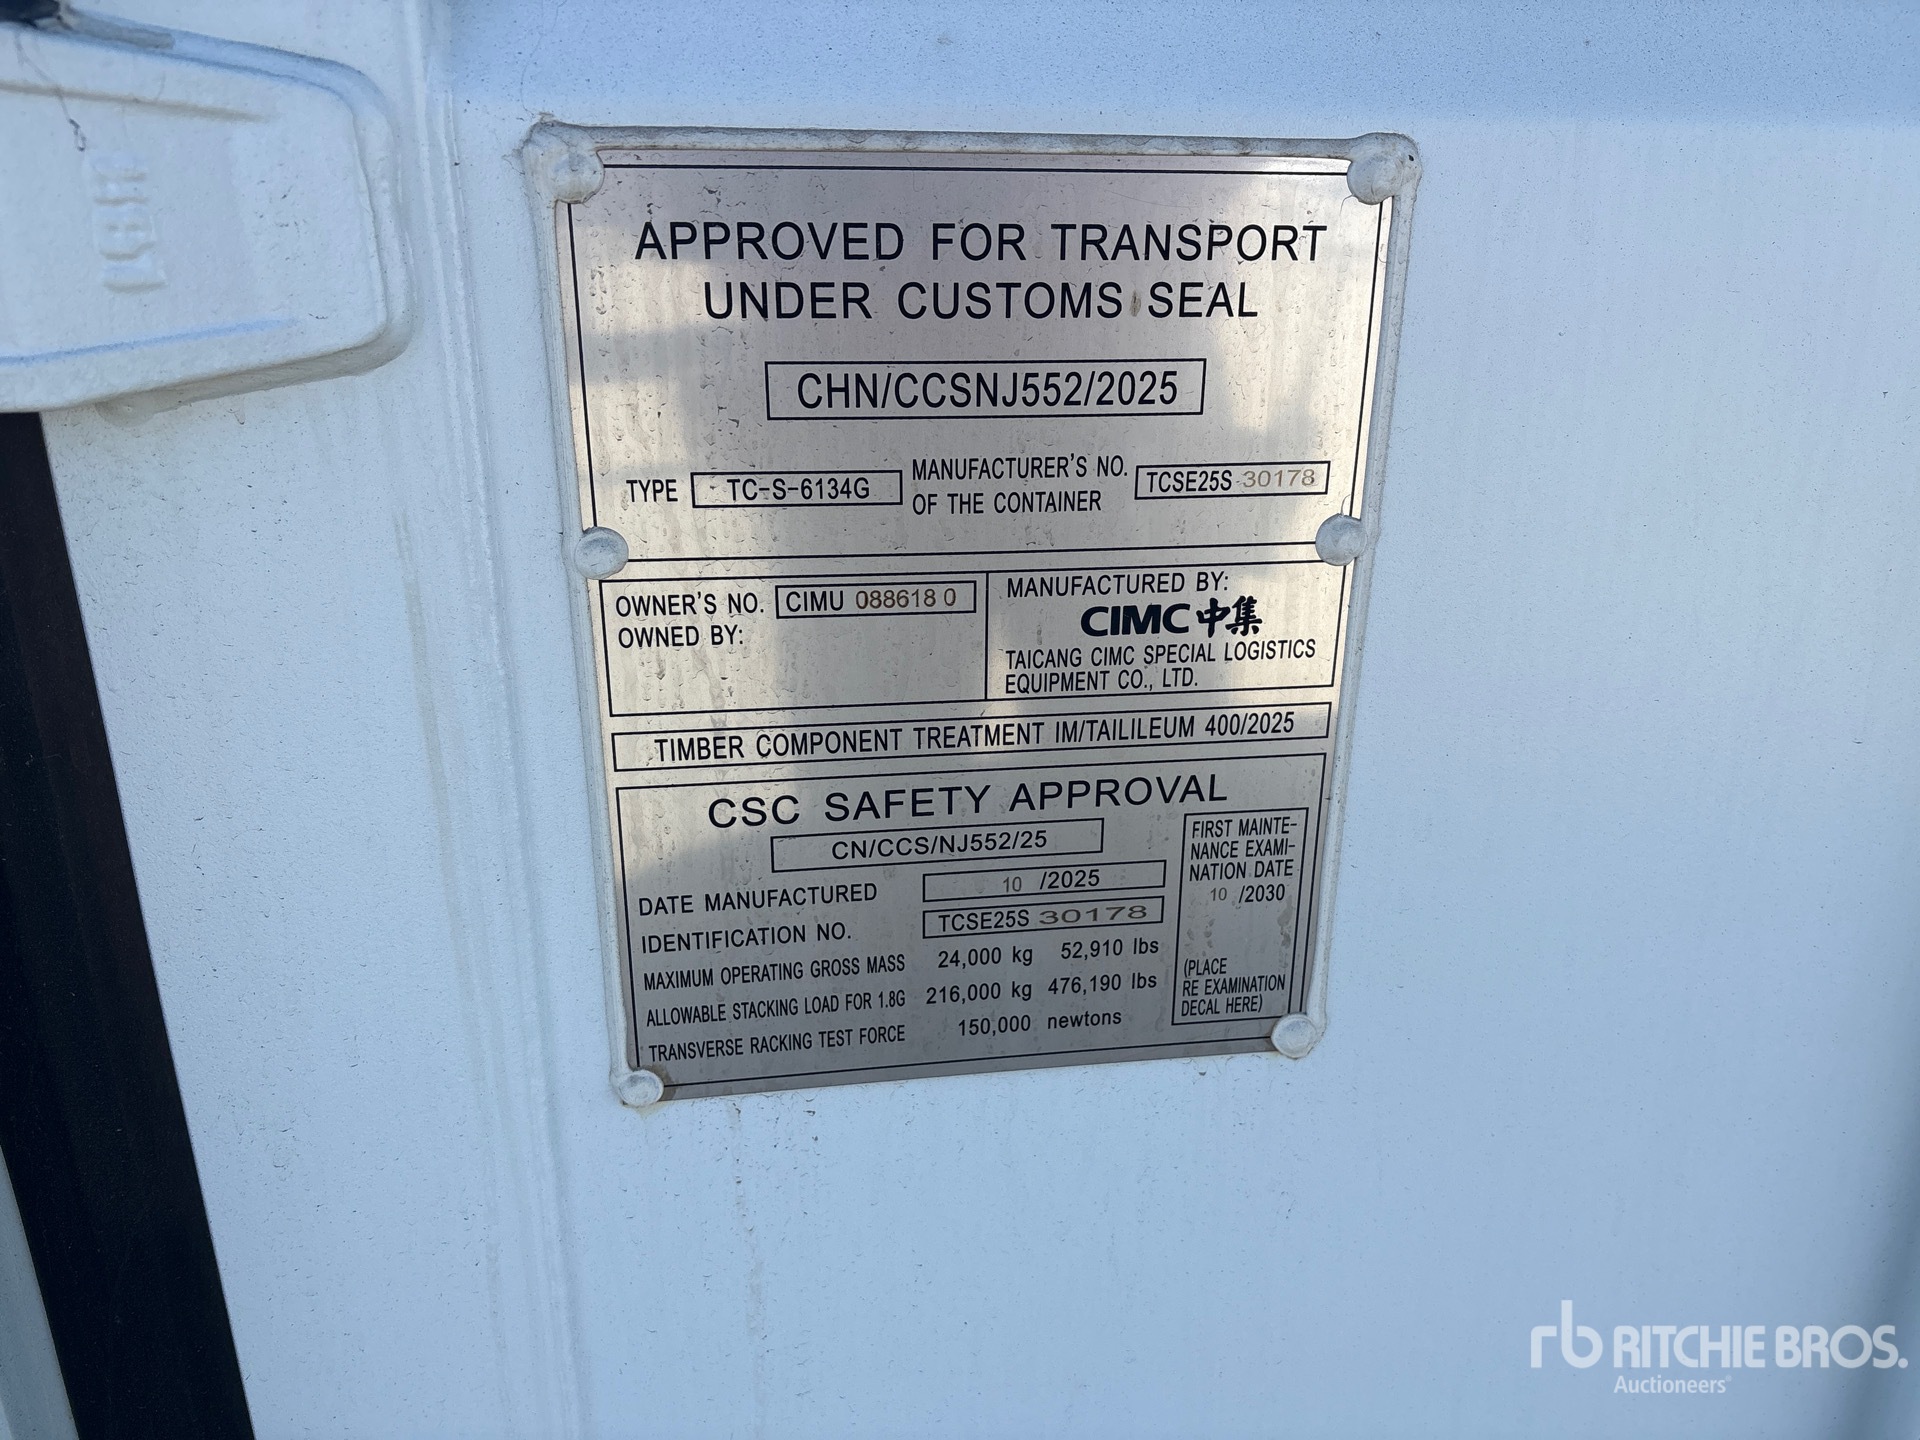 APPROVED FOR TRANSPORT
UNDER CUSTOMS SEAL
CHN/CCSNJ552/2025
TYPE TC-S-6134G MANUFACTURER'S NO. OF THE CONTAINER TCSE25S 30178
OWNER'S NO. CIMU 088618 0
OWNED BY:
MANUFACTURED BY:
CIMC 中集
TAICANG CIMC SPECIAL LOGISTICS
EQUIPMENT CO., LTD.
TIMBER COMPONENT TREATMENT IM/TAILILEUM 400/2025
CSC SAFETY APPROVAL
CN/CCS/NJ552/25
DATE MANUFACTURED 10 /2025
IDENTIFICATION NO. TCSE25S 30178
MAXIMUM OPERATING GROSS MASS 24,000 kg 52,910 lbs
ALLOWABLE STACKING LOAD FOR 1.8G 216,000 kg 476,190 lbs
TRANSVERSE RACKING TEST FORCE 150,000 newtons
FIRST MAINTE-
NANCE EXAMI-
NATION DATE
10 /2030
(PLACE
RE EXAMINATION
DECAL HERE)
rb RITCHIE BROS.
Auctioneers